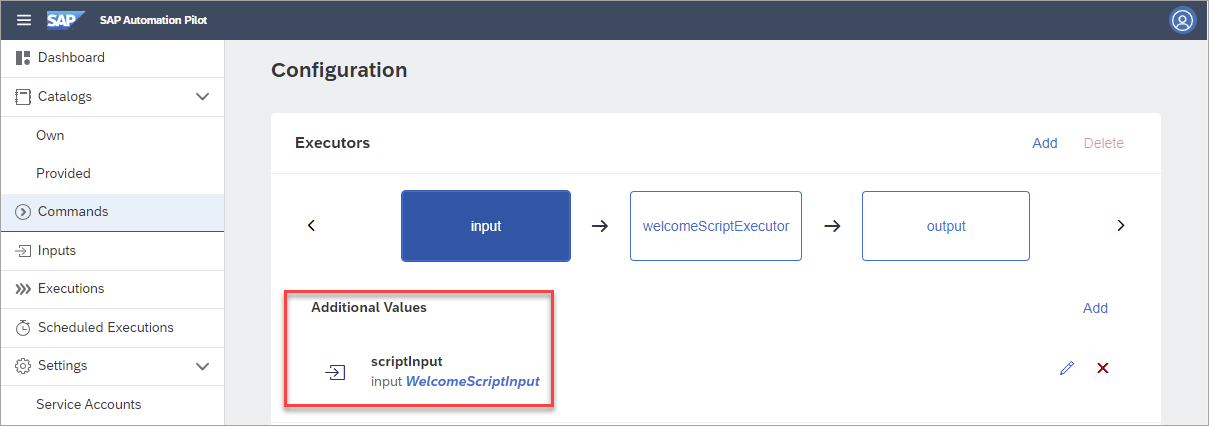 SAP SAP Automation Pilot
Dashboard
Catalogs
Own
Provided
Commands
Inputs
Executions
Scheduled Executions
Settings
Service Accounts
Configuration
Executors Add Delete
input welcomeScriptExecutor output
Additional Values Add
scriptInput
input WelcomeScriptInput